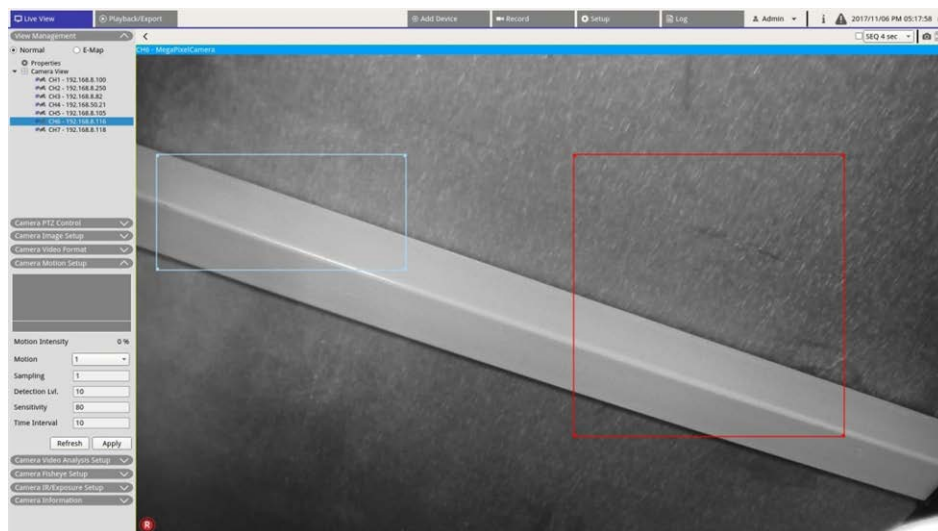 Live View
Playback/Export
Add Device
Record
Setup
Log
Admin
i
2017/11/06 PM 05:17:58
View Management
SEQ 4 sec
Normal
E-Map
CH6 - MegaPixelCamera
Properties
Camera View
CH1 - 192.168.8.100
CH2 - 192.168.8.250
CH3 - 192.168.8.82
CH4 - 192.168.50.21
CH5 - 192.168.8.105
CH6 - 192.168.8.116
CH7 - 192.168.8.118
Camera PTZ Control
Camera Image Setup
Camera Video Format
Camera Motion Setup
Motion Intensity 0 %
Motion 1
Sampling 1
Detection Lvl. 10
Sensitivity 80
Time Interval 10
Refresh Apply
Camera Video Analysis Setup
Camera Fisheye Setup
Camera IR/Exposure Setup
Camera Information
R